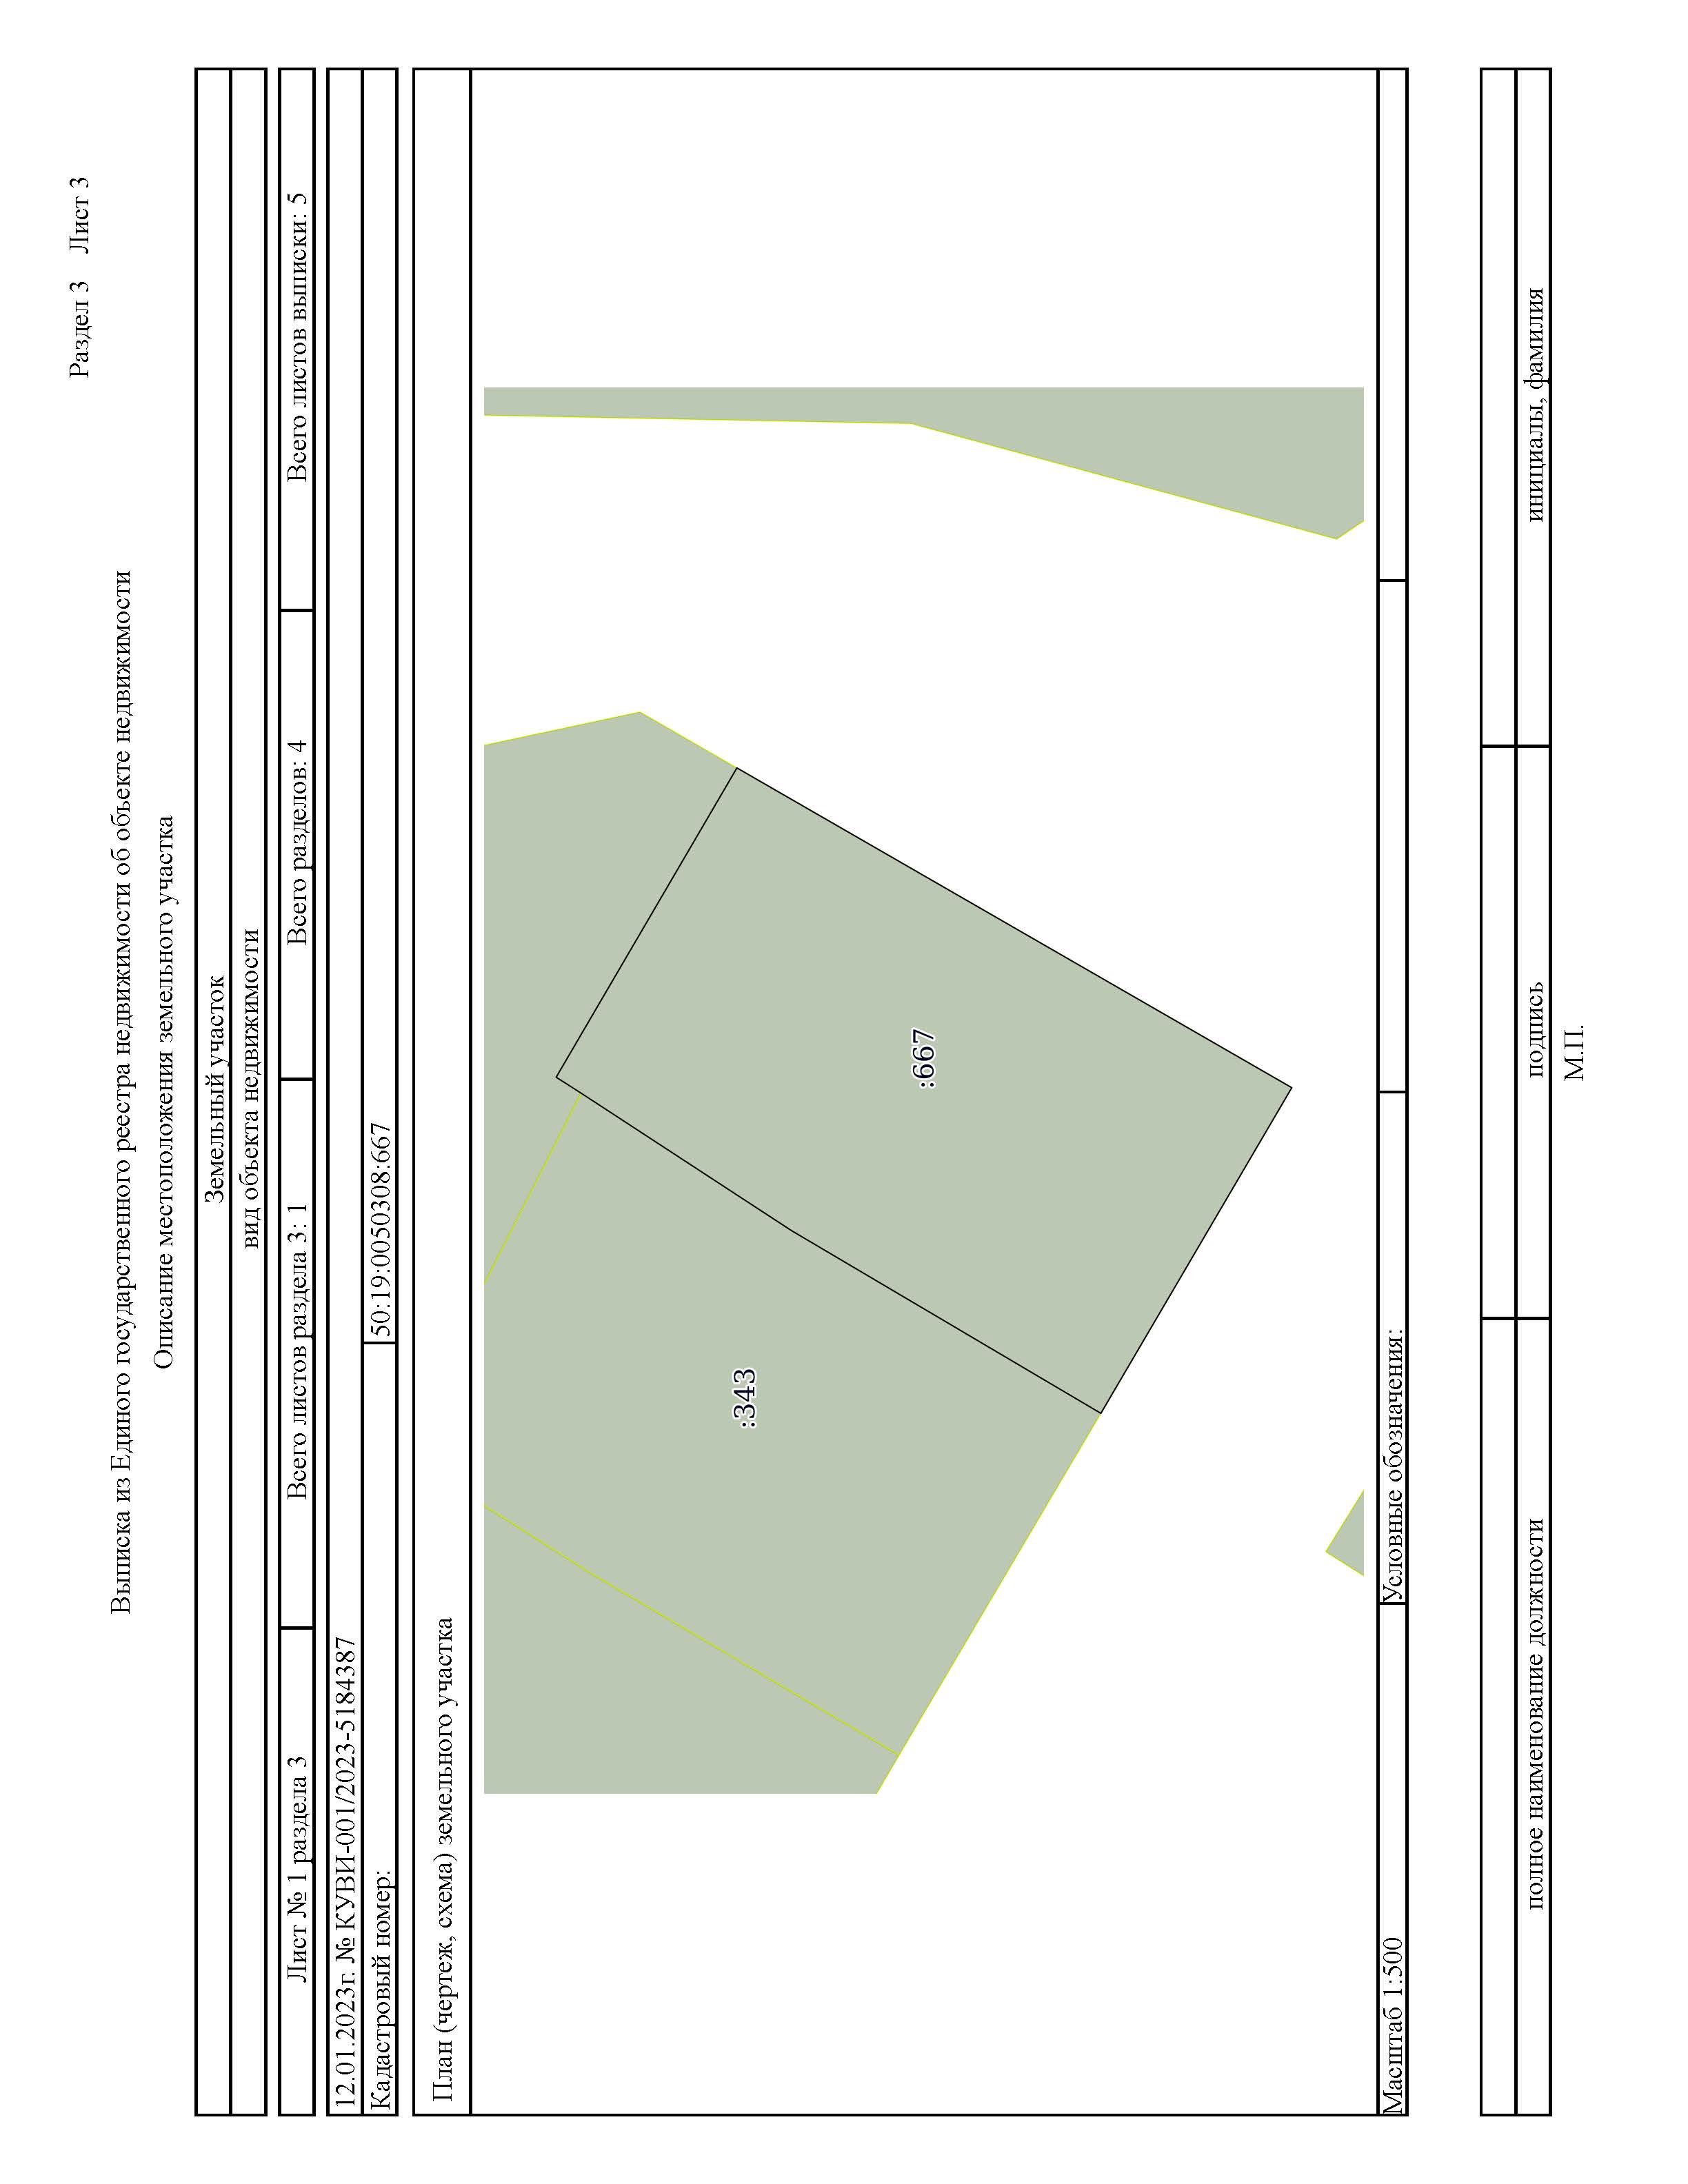 Раздел 3 Лист 3
Выписка из Единого государственного реестра недвижимости об объекте недвижимости
Описание местоположения земельного участка
Земельный участок
вид объекта недвижимости
Лист № 1 раздела 3 Всего листов раздела 3: 1 Всего разделов: 4 Всего листов выписки: 5
12.01.2023г. № КУВИ-001/2023-5184387
Кадастровый номер: 50:19:0050308:667
План (чертеж, схема) земельного участка
:343
:667
Масштаб 1:500 Условные обозначения:
полное наименование должности подпись инициалы, фамилия
М.П.